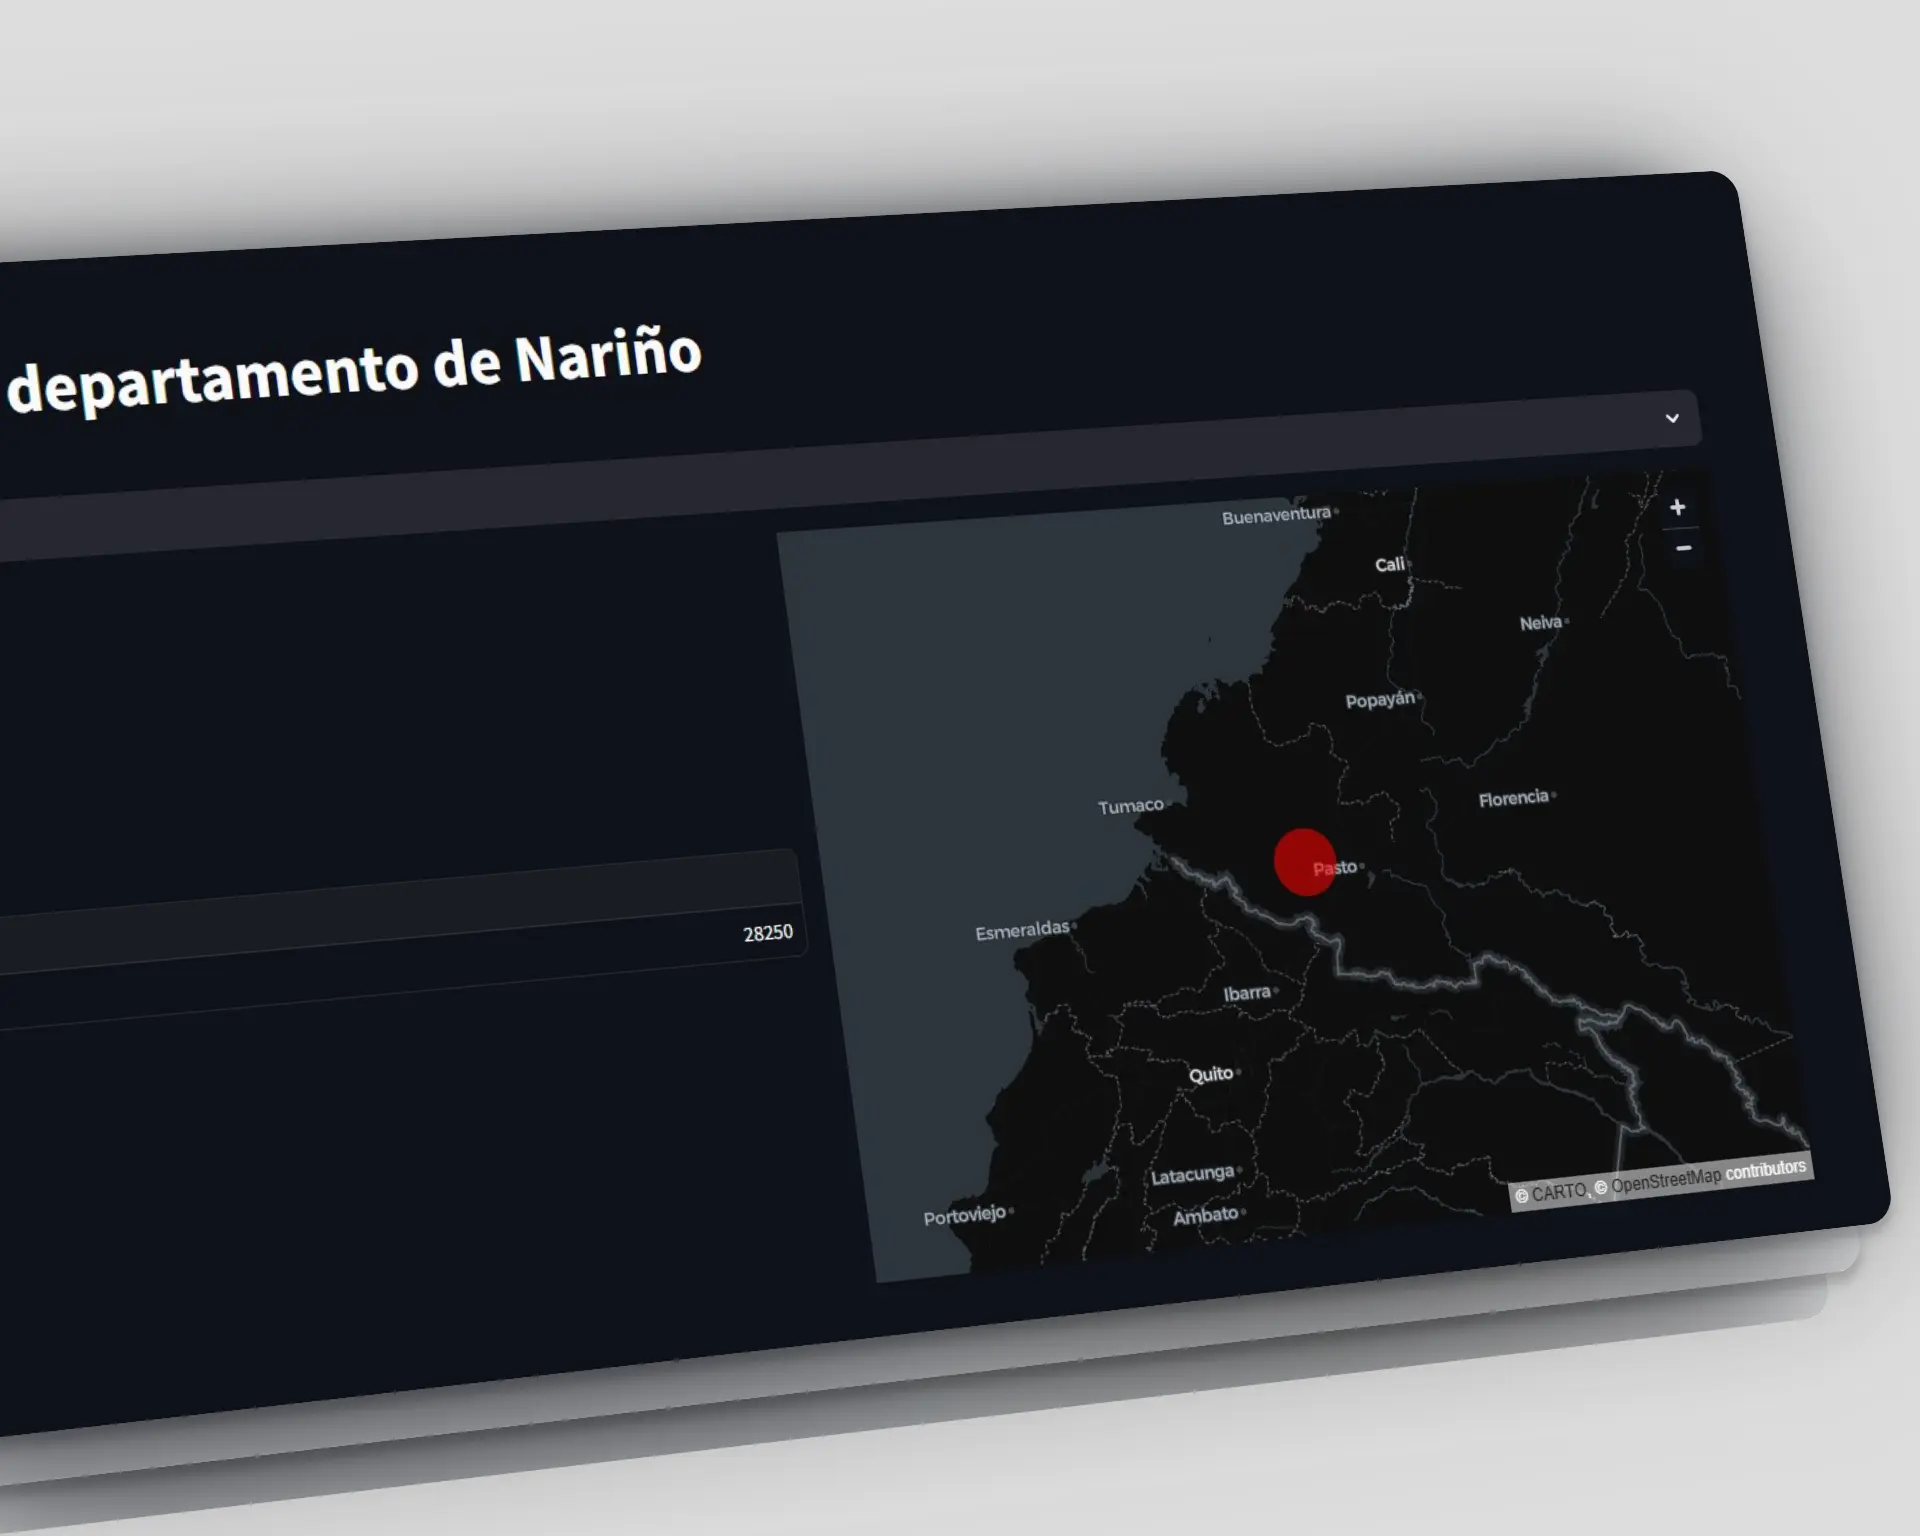 departamento de Nariño
28250
Buenaventura
Cali
Neiva
Popayán
Florencia
Tumaco
Pasto
Esmeraldas
Ibarra
Quito
Latacunga
Portoviejo
Ambato
© CARTO, © OpenStreetMap contributors